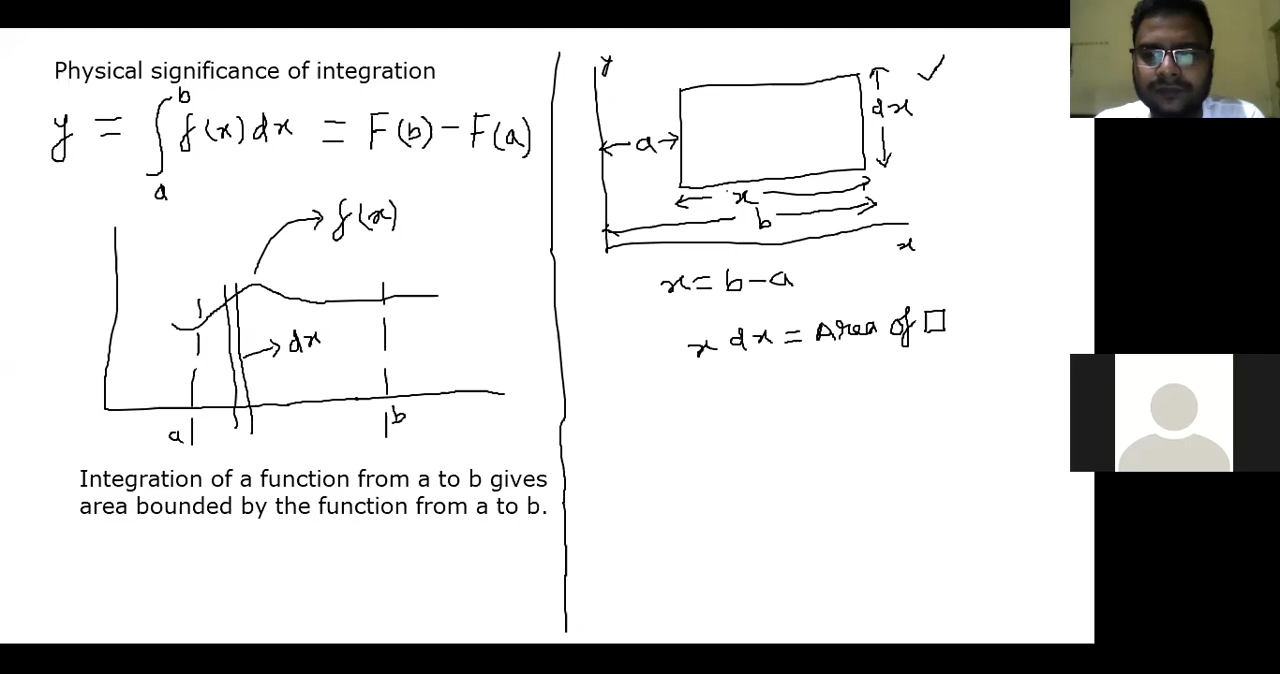 Physical significance of integration
y = ∫_a^b f(x) dx = F(b) - F(a)
f(x)
dx
a
b
Integration of a function from a to b gives
area bounded by the function from a to b.
y
dx
a
x
b
x
x = b - a
x dx = Area of □